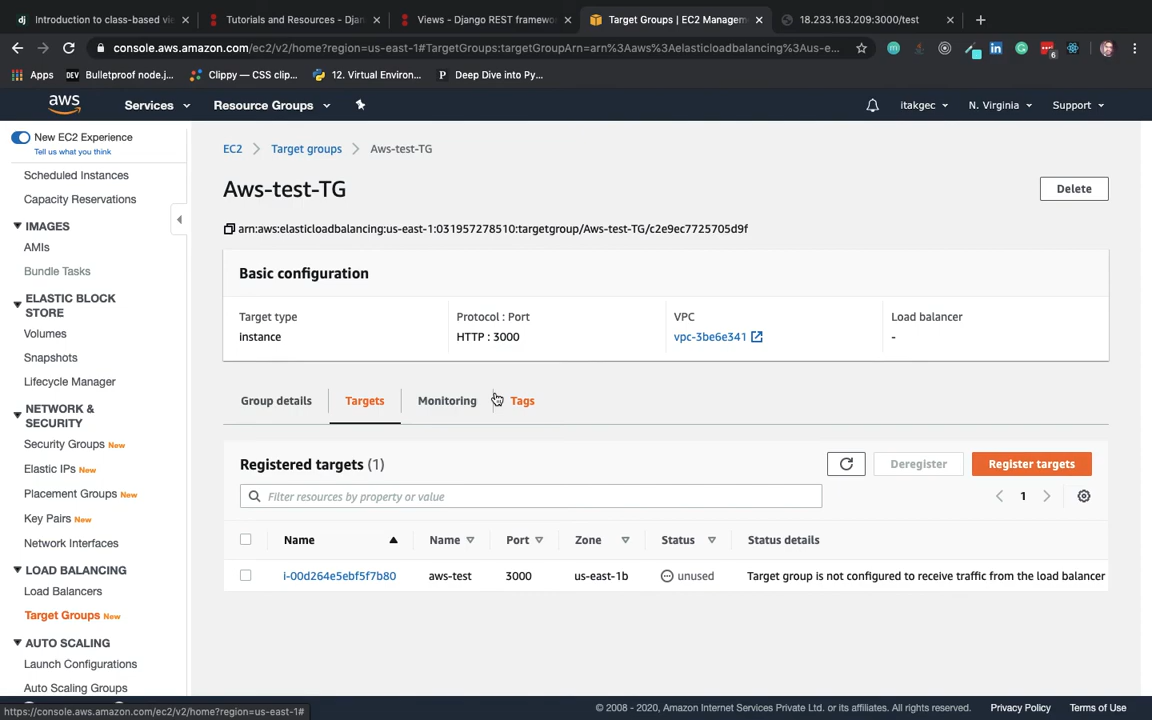 Introduction to class-based vie
Tutorials and Resources - Djan
Views - Django REST framewor
Target Groups | EC2 Managem
18.233.163.209:3000/test
console.aws.amazon.com/ec2/v2/home?region=us-east-1#TargetGroups:targetGroupArn=arn%3Aaws%3Aelasticloadbalancing%3Aus-e...
Apps
DEV Bulletproof node.j...
Clippy — CSS clip...
12. Virtual Environ...
P Deep Dive into Py...
aws
Services
Resource Groups
itakgec
N. Virginia
Support
New EC2 Experience
Tell us what you think
Scheduled Instances
Capacity Reservations
IMAGES
AMIs
Bundle Tasks
ELASTIC BLOCK
STORE
Volumes
Snapshots
Lifecycle Manager
NETWORK &
SECURITY
Security Groups New
Elastic IPs New
Placement Groups New
Key Pairs New
Network Interfaces
LOAD BALANCING
Load Balancers
Target Groups New
AUTO SCALING
Launch Configurations
Auto Scaling Groups
EC2 > Target groups > Aws-test-TG
Aws-test-TG
Delete
arn:aws:elasticloadbalancing:us-east-1:031957278510:targetgroup/Aws-test-TG/c2e9ec7725705d9f
Basic configuration
Target type
instance
Protocol : Port
HTTP : 3000
VPC
vpc-3be6e341
Load balancer
-
Group details
Targets
Monitoring
Tags
Registered targets (1)
Deregister
Register targets
Filter resources by property or value
1
Name Name Port Zone Status Status details
i-00d264e5ebf5f7b80 aws-test 3000 us-east-1b unused Target group is not configured to receive traffic from the load balancer
https://console.aws.amazon.com/ec2/v2/home?region=us-east-1#
© 2008 - 2020, Amazon Internet Services Private Ltd. or its affiliates. All rights reserved.
Privacy Policy
Terms of Use